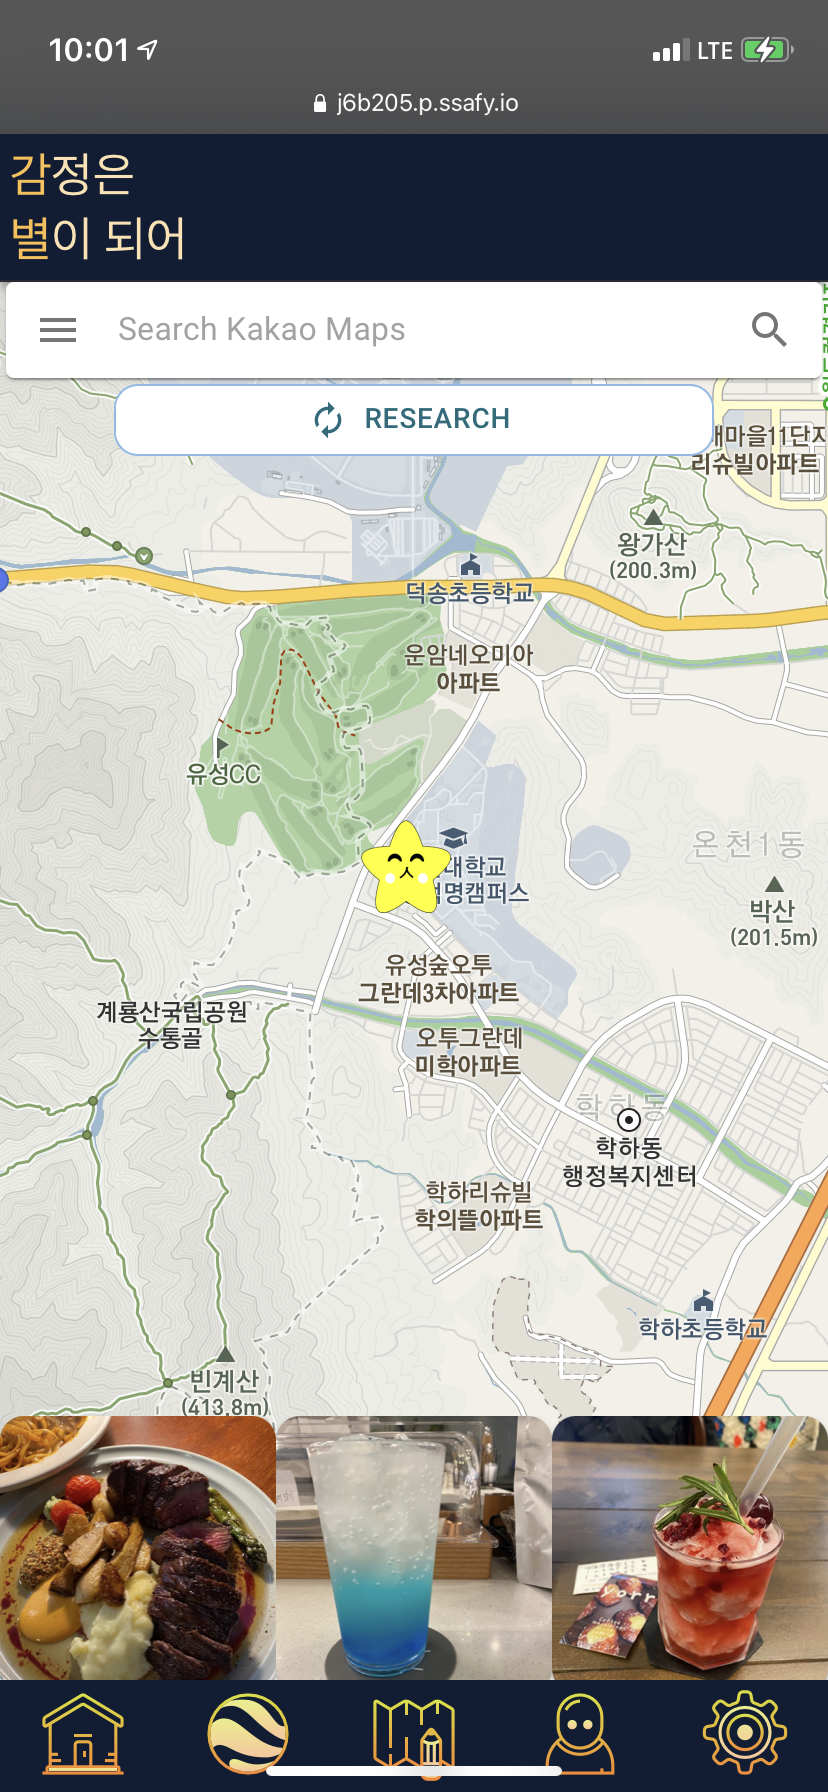 10:01
LTE
j6b205.p.ssafy.io
감정은
별이 되어
Search Kakao Maps
RESEARCH
마을11단지
리슈빌아파트
왕가산
(200.3m)
덕송초등학교
운암네오미아
아파트
유성CC
대학교
명캠퍼스
온천1동
박산
(201.5m)
유성숲오투
그란데3차아파트
계룡산국립공원
수통골
오투그란데
미학아파트
학하동
학하동
행정복지센터
학하리슈빌
학의뜰아파트
학하초등학교
빈계산
(413.8m)